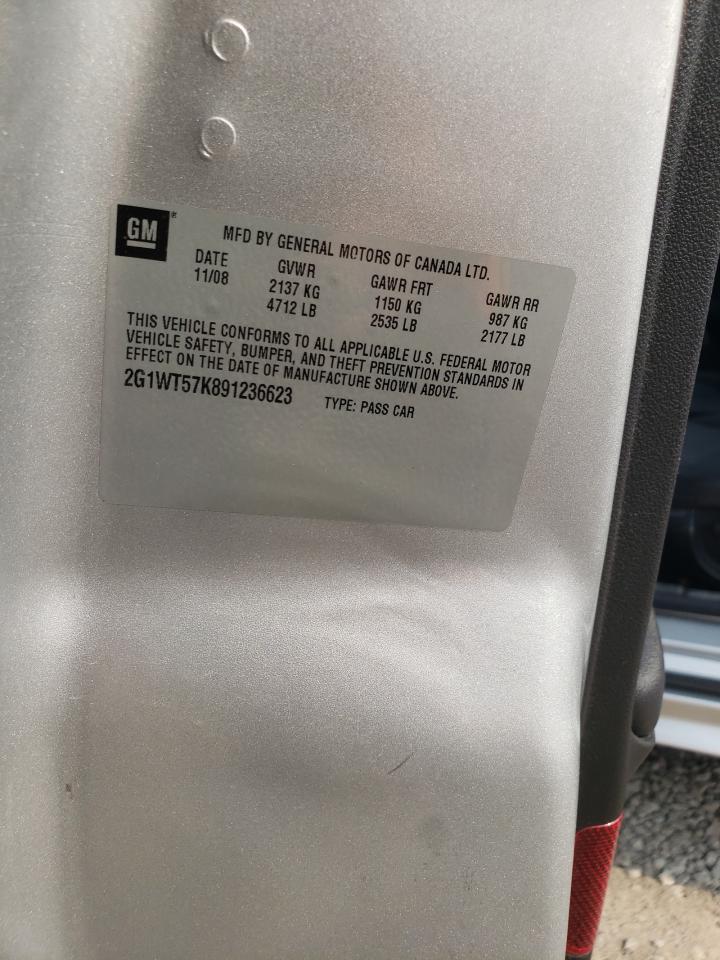 GM®
MFD BY GENERAL MOTORS OF CANADA LTD.
DATE GVWR GAWR FRT GAWR RR
11/08 2137 KG 1150 KG 987 KG
4712 LB 2535 LB 2177 LB
THIS VEHICLE CONFORMS TO ALL APPLICABLE U.S. FEDERAL MOTOR
VEHICLE SAFETY, BUMPER, AND THEFT PREVENTION STANDARDS IN
EFFECT ON THE DATE OF MANUFACTURE SHOWN ABOVE.
2G1WT57K891236623 TYPE: PASS CAR